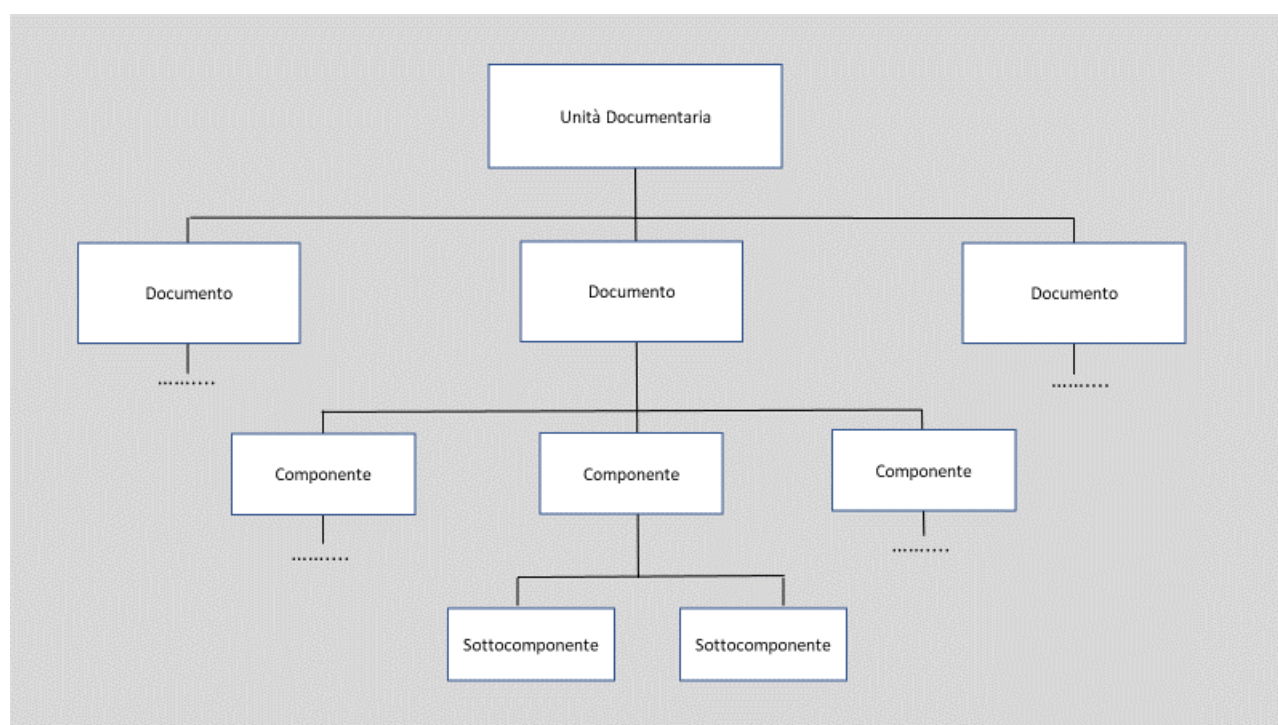 Unità Documentaria
Documento
Documento
Documento
..........
..........
Componente
Componente
Componente
..........
..........
Sottocomponente
Sottocomponente